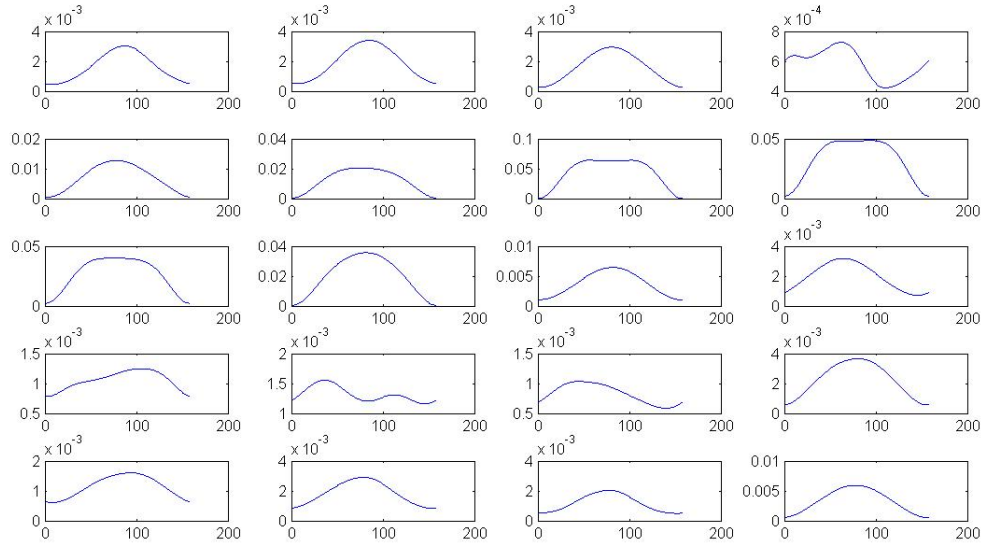 x 10⁻³ x 10⁻³ x 10⁻³ x 10⁻⁴
4 4 4 8
2 2 2 6
0 0 0 4
0 100 200 0 100 200 0 100 200 0 100 200
0.02 0.04 0.1 0.05
0.01 0.02 0.05
0 0 0 0
0 100 200 0 100 200 0 100 200 0 100 200
x 10⁻³
0.05 0.04 0.01 4
0.02 0.005 2
0 0 0 0
0 100 200 0 100 200 0 100 200 0 100 200
x 10⁻³ x 10⁻³ x 10⁻³ x 10⁻³
1.5 2 1.5 4
1 1.5 1 2
0.5 1 0.5 0
0 100 200 0 100 200 0 100 200 0 100 200
x 10⁻³ x 10⁻³ x 10⁻³
2 4 4 0.01
1 2 2 0.005
0 0 0 0
0 100 200 0 100 200 0 100 200 0 100 200